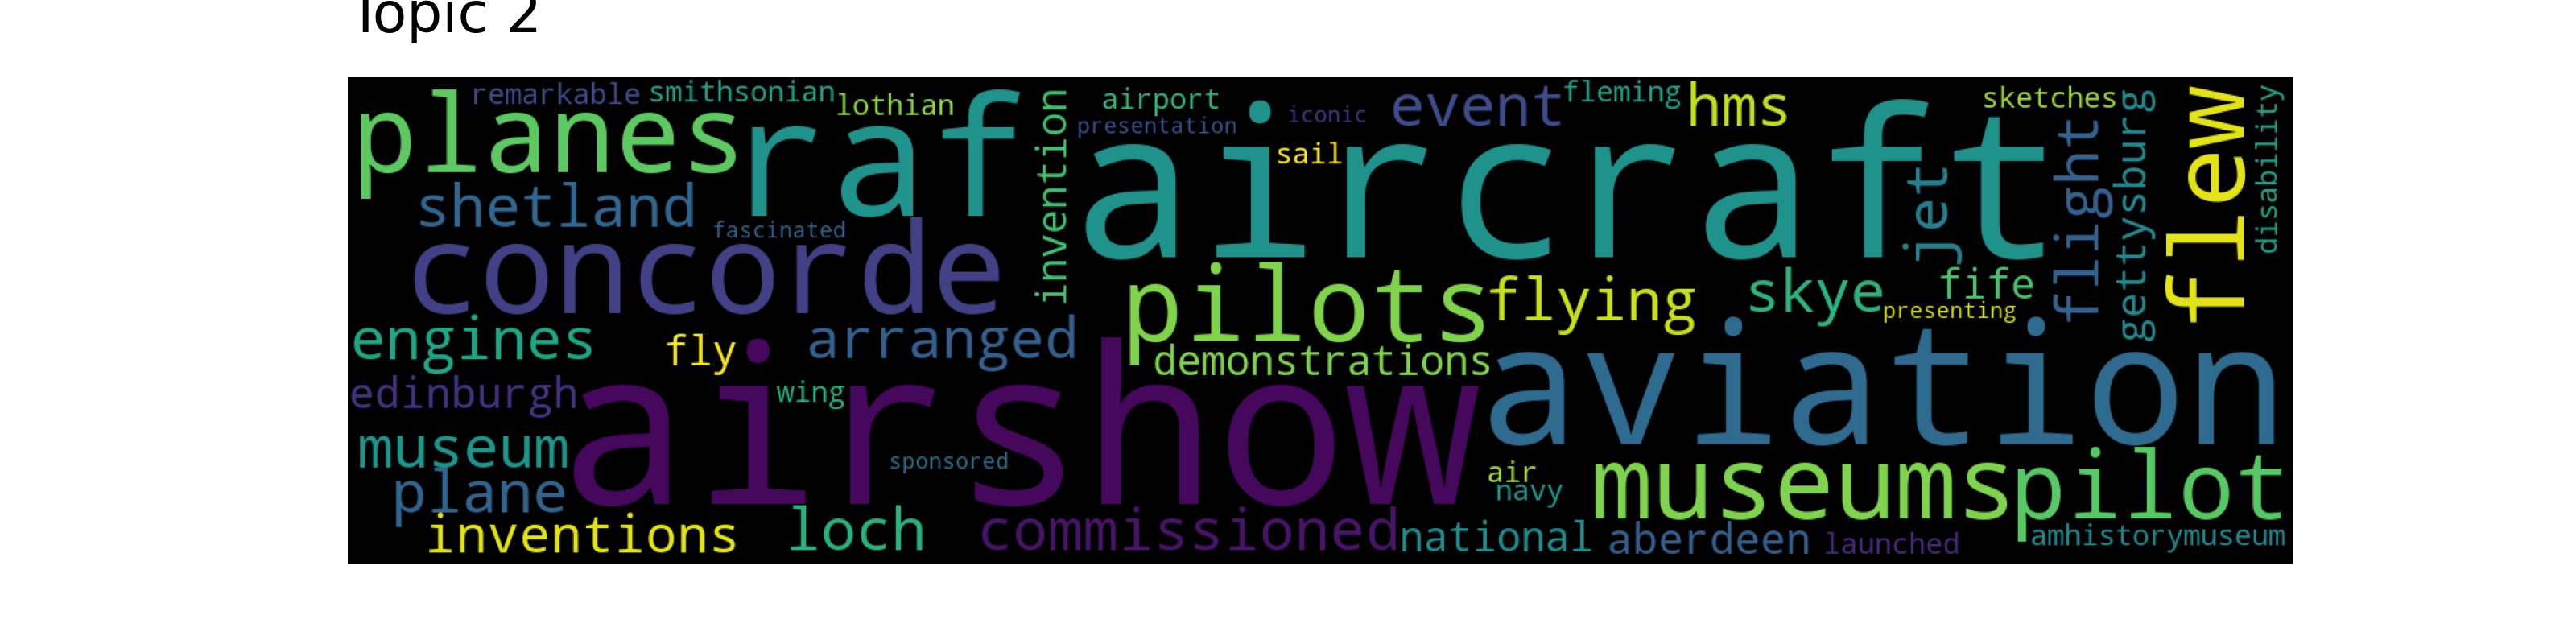 Topic 2
remarkable smithsonian lothian airport iconic event fleming hms sketches
planes raf invention presentation sail aircraft jet flight gettysburg flew disability
shetland fascinated
concorde pilots flying skye fife presenting
engines fly arranged demonstrations
edinburgh airshow wing aviation
museum sponsored air museums pilot
plane navy
inventions loch commissioned national aberdeen launched amhistorymuseum